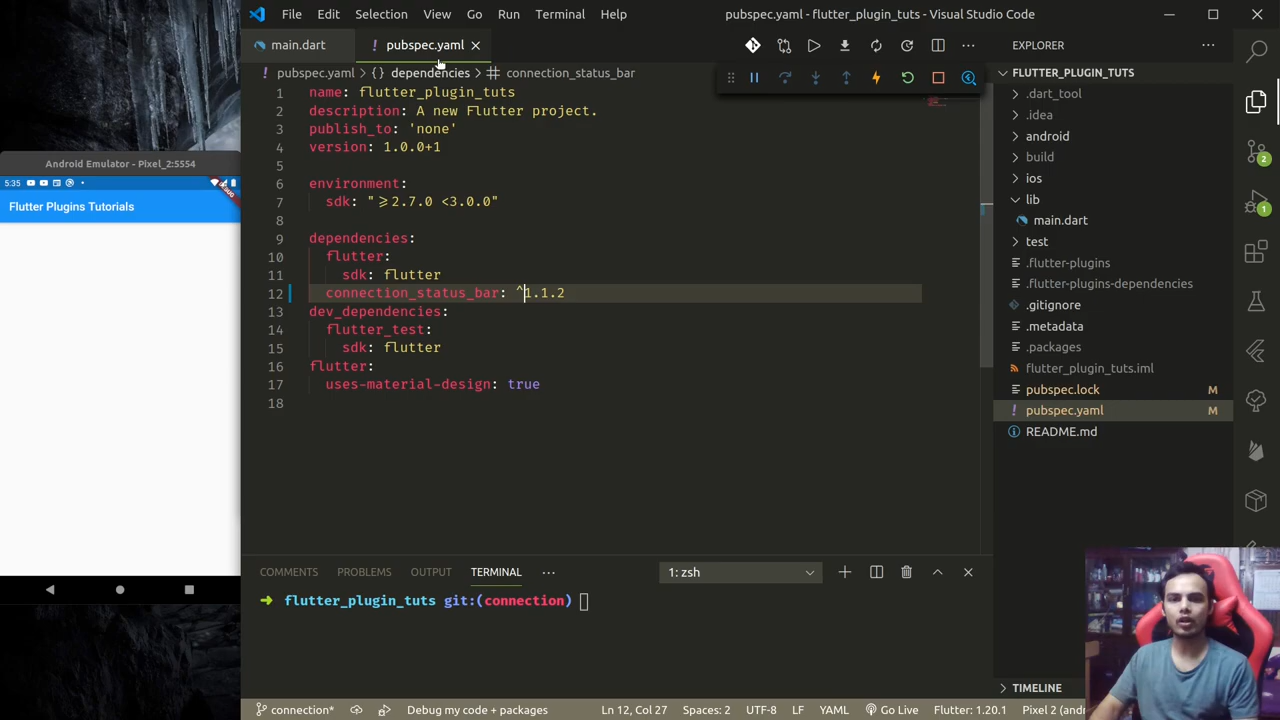 File Edit Selection View Go Run Terminal Help pubspec.yaml - flutter_plugin_tuts - Visual Studio Code
main.dart ! pubspec.yaml
! pubspec.yaml > {} dependencies > connection_status_bar
1 name: flutter_plugin_tuts
2 description: A new Flutter project.
3 publish_to: 'none'
4 version: 1.0.0+1
5
6 environment:
7 sdk: "≥2.7.0 <3.0.0"
8
9 dependencies:
10 flutter:
11 sdk: flutter
12 connection_status_bar: ^1.1.2
13 dev_dependencies:
14 flutter_test:
15 sdk: flutter
16 flutter:
17 uses-material-design: true
18
EXPLORER
FLUTTER_PLUGIN_TUTS
.dart_tool
.idea
android
build
ios
lib
main.dart
test
.flutter-plugins
.flutter-plugins-dependencies
.gitignore
.metadata
.packages
flutter_plugin_tuts.iml
pubspec.lock M
! pubspec.yaml M
README.md
TIMELINE
2
1
Android Emulator - Pixel_2:5554
5:35
DEBUG
Flutter Plugins Tutorials
COMMENTS PROBLEMS OUTPUT TERMINAL 1: zsh
➜ flutter_plugin_tuts git:(connection)
connection* Debug my code + packages Ln 12, Col 27 Spaces: 2 UTF-8 LF YAML Go Live Flutter: 1.20.1 Pixel 2 (andr